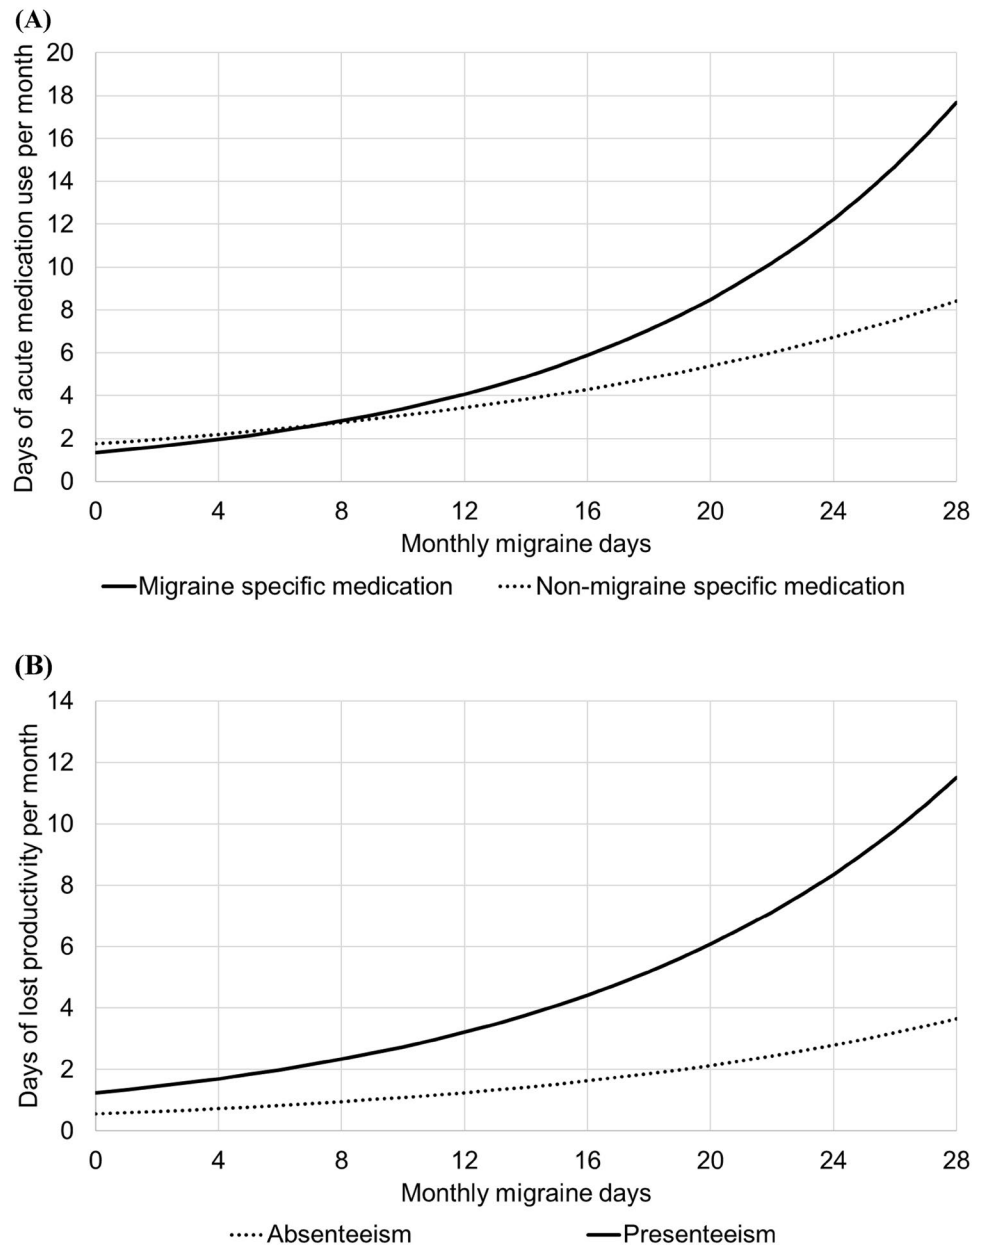 (A)
Days of acute medication use per month
20
18
16
14
12
10
8
6
4
2
0
0 4 8 12 16 20 24 28
Monthly migraine days
Migraine specific medication Non-migraine specific medication
(B)
Days of lost productivity per month
14
12
10
8
6
4
2
0
0 4 8 12 16 20 24 28
Monthly migraine days
Absenteeism Presenteeism